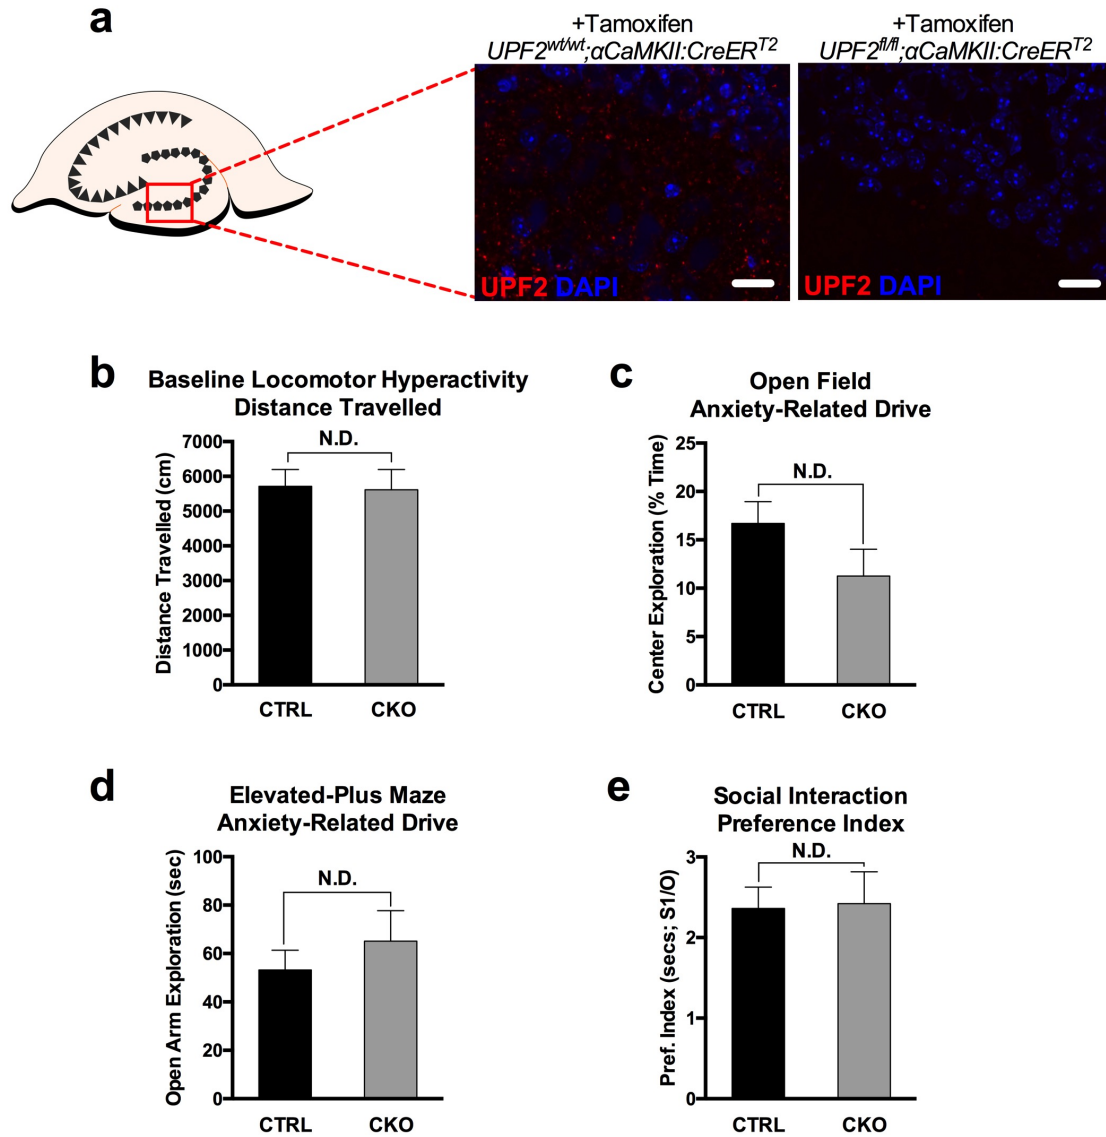 a
+Tamoxifen
UPF2wt/wt;αCaMKII:CreERT2
+Tamoxifen
UPF2fl/fl;αCaMKII:CreERT2
UPF2 DAPI
UPF2 DAPI
b
Baseline Locomotor Hyperactivity
Distance Travelled
Distance Travelled (cm)
7000
6000
5000
4000
3000
2000
1000
0
N.D.
CTRL
CKO
c
Open Field
Anxiety-Related Drive
Center Exploration (% Time)
25
20
15
10
5
0
N.D.
CTRL
CKO
d
Elevated-Plus Maze
Anxiety-Related Drive
Open Arm Exploration (sec)
100
80
60
40
20
0
N.D.
CTRL
CKO
e
Social Interaction
Preference Index
Pref. Index (secs; S1/O)
3
2
1
0
N.D.
CTRL
CKO